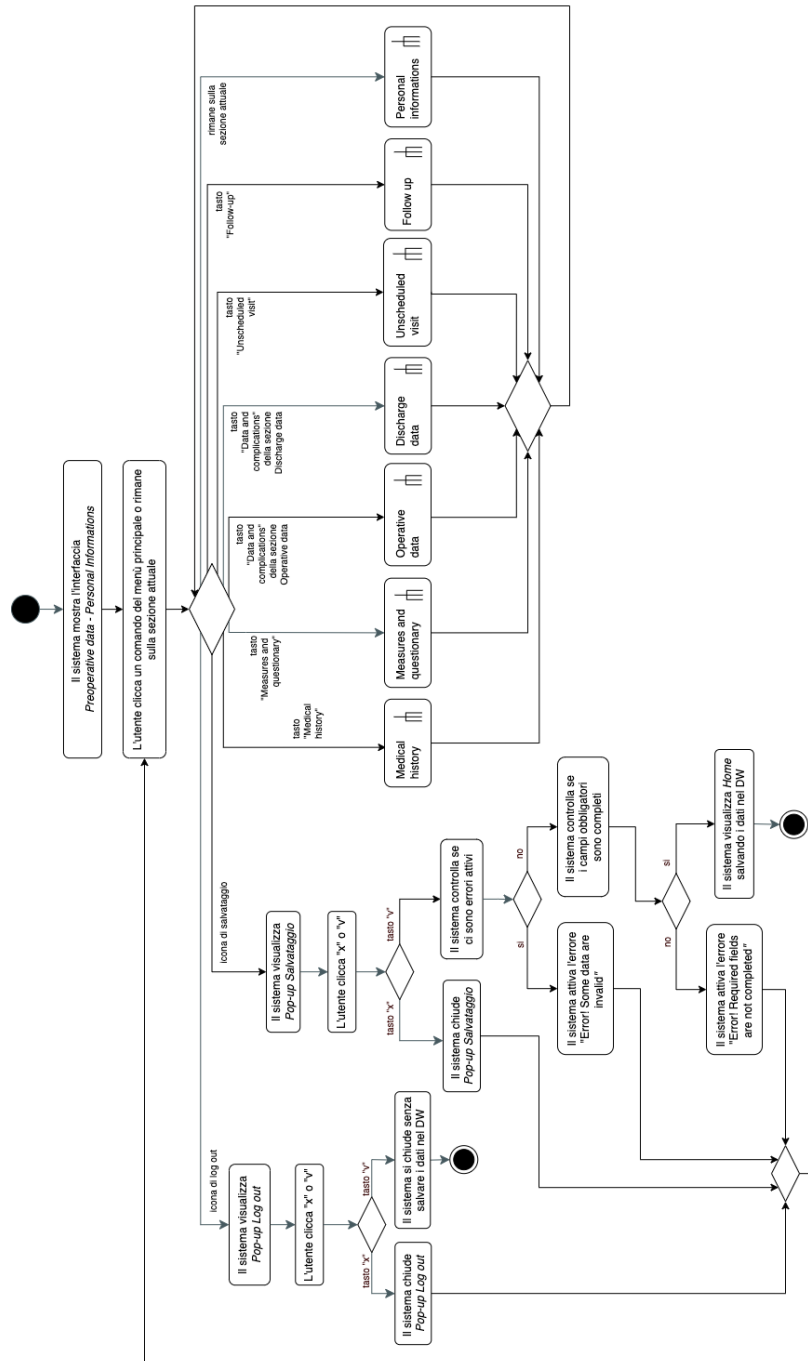 Il sistema mostra l'interfaccia
Preoperative data - Personal Informations
L'utente clicca un comando del menù principale o rimane
sulla sezione attuale
icona di log out
icona di salvataggio
tasto
"Medical
history"
tasto
"Measures and
questionary"
tasto
"Data and
complications"
della sezione
Operative data
tasto
"Data and
complications"
della sezione
Discharge data
tasto
"Unscheduled
visit"
tasto
"Follow-up"
rimane sulla
sezione attuale
Medical
history
Measures and
questionary
Operative
data
Discharge
data
Unscheduled
visit
Follow up
Personal
informations
Il sistema visualizza
Pop-up Log out
L'utente clicca "x" o "v"
tasto "x"
tasto "v"
Il sistema chiude
Pop-up Log out
Il sistema si chiude senza
salvare i dati nel DW
Il sistema visualizza
Pop-up Salvataggio
L'utente clicca "x" o "v"
tasto "x"
tasto "v"
Il sistema chiude
Pop-up Salvataggio
Il sistema controlla se
ci sono errori attivi
si
no
Il sistema attiva l'errore
"Error! Some data are
invalid"
Il sistema controlla se
i campi obbligatori
sono completi
no
si
Il sistema attiva l'errore
"Error! Required fields
are not completed"
Il sistema visualizza Home
salvando i dati nel DW